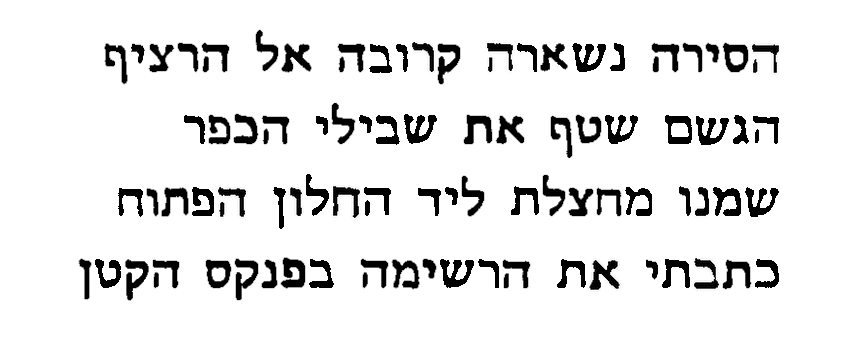 הסירה נשארה קרובה אל הרציף
הגשם שטף את שבילי הכפר
שמנו מחצלת ליד החלון הפתוח
כתבתי את הרשימה בפנקס הקטן